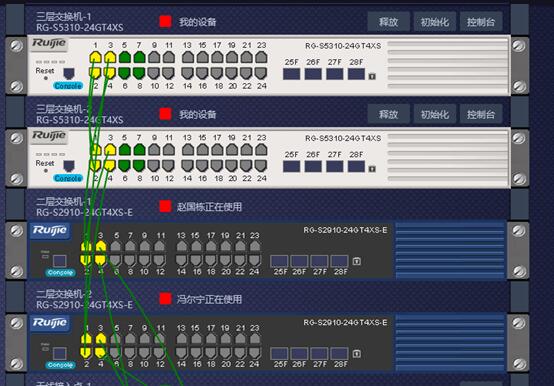 三层交换机-1
RG-S5310-24GT4XS
我的设备
释放 初始化 控制台
Ruijie
1 3 5 7 9 11 13 15 17 19 21 23
RG-S5310-24GT4XS
25F 26F 27F 28F
Reset
Console
2 4 6 8 10 12 14 16 18 20 22 24
三层交换机-2
RG-S5310-24GT4XS
我的设备
释放 初始化 控制台
Ruijie
1 3 5 7 9 11 13 15 17 19 21 23
RG-S5310-24GT4XS
25F 26F 27F 28F
Reset
Console
2 4 6 8 10 12 14 16 18 20 22 24
二层交换机-1
RG-S2910-24GT4XS-E
赵国栋正在使用
Ruijie
1 3 5 7 9 11 13 15 17 19 21 23
RG-S2910-24GT4XS-E
Console
2 4 6 8 10 12 14 16 18 20 22 24
25F 26F 27F 28F
二层交换机-2
RG-S2910-24GT4XS-E
冯尔宁正在使用
Ruijie
1 3 5 7 9 11 13 15 17 19 21 23
RG-S2910-24GT4XS-E
Console
2 4 6 8 10 12 14 16 18 20 22 24
25F 26F 27F 28F
无线接入点-1